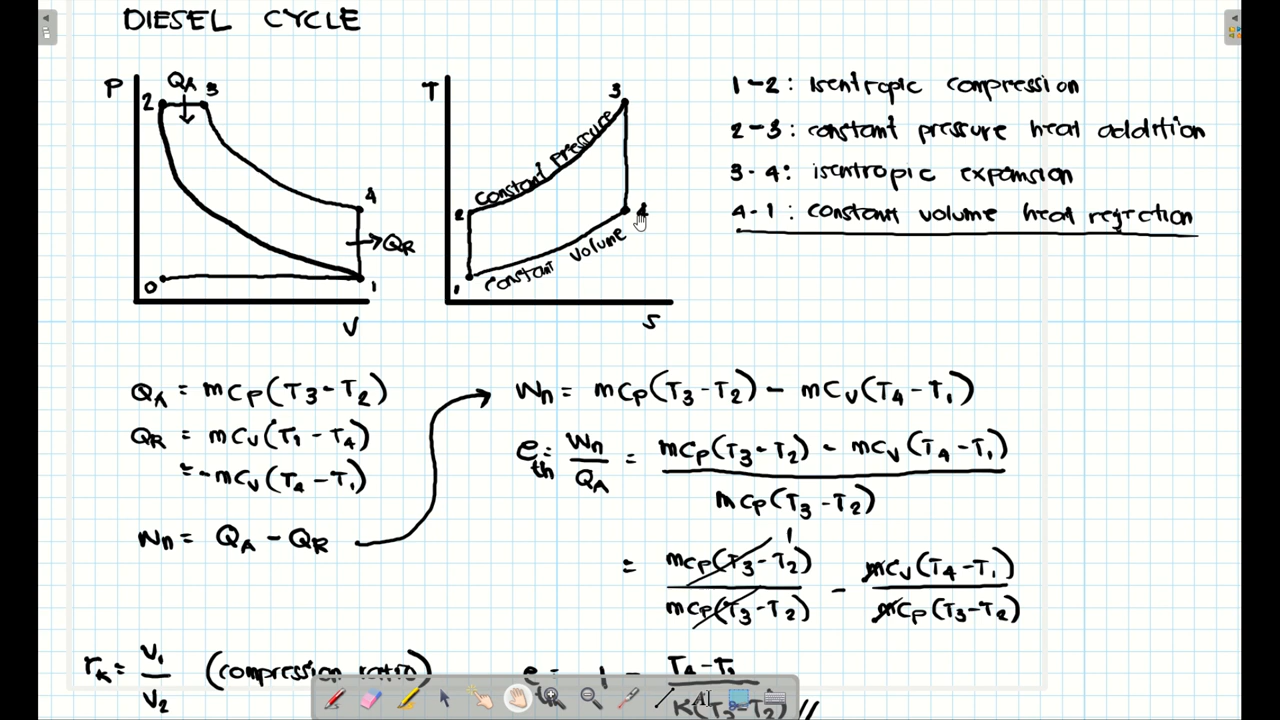 DIESEL CYCLE
P
QA
2
3
4
QR
0
1
V
T
3
constant pressure
2
4
constant volume
1
S
1-2: isentropic compression
2-3: constant pressure heat addition
3-4: isentropic expansion
4-1: constant volume heat rejection
QA = mCp(T3-T2)
QR = mCv(T1-T4)
=-mCv(T4-T1)
Wn = QA - QR
Wn = mCp(T3-T2) - mCv(T4-T1)
eth = Wn/QA = (mCp(T3-T2) - mCv(T4-T1))/(mCp(T3-T2))
= mCp(T3-T2)/mCp(T3-T2) 1 - mCv(T4-T1)/mCp(T3-T2)
rk = V1/V2 (compression ratio)
eth = 1 - (T4-T1)/(K(T3-T2)) //